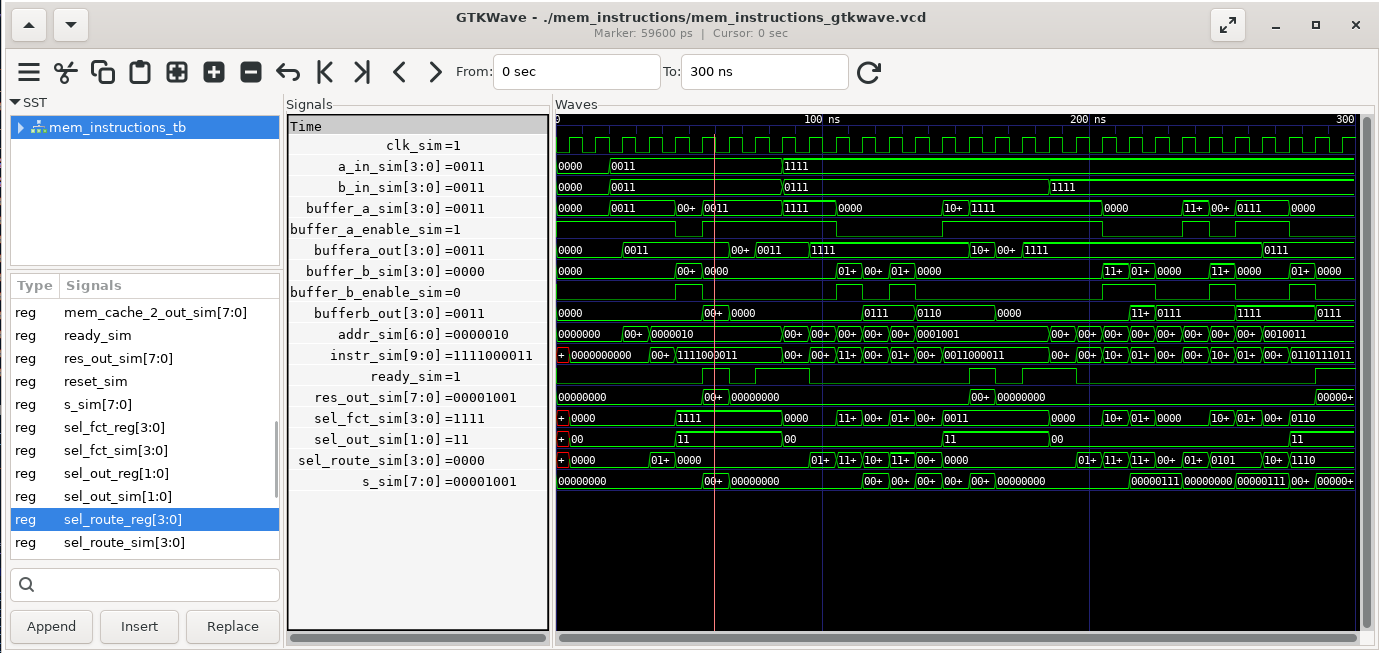 GTKWave - ./mem_instructions/mem_instructions_gtkwave.vcd
Marker: 59600 ps | Cursor: 0 sec
From: 0 sec To: 300 ns
SST
mem_instructions_tb
Type Signals
reg mem_cache_2_out_sim[7:0]
reg ready_sim
reg res_out_sim[7:0]
reg reset_sim
reg s_sim[7:0]
reg sel_fct_reg[3:0]
reg sel_fct_sim[3:0]
reg sel_out_reg[1:0]
reg sel_out_sim[1:0]
reg sel_route_reg[3:0]
reg sel_route_sim[3:0]
Append Insert Replace
Signals
Time
clk_sim=1
a_in_sim[3:0]=0011
b_in_sim[3:0]=0011
buffer_a_sim[3:0]=0011
buffer_a_enable_sim=1
buffera_out[3:0]=0011
buffer_b_sim[3:0]=0000
buffer_b_enable_sim=0
bufferb_out[3:0]=0011
addr_sim[6:0]=0000010
instr_sim[9:0]=1111000011
ready_sim=1
res_out_sim[7:0]=00001001
sel_fct_sim[3:0]=1111
sel_out_sim[1:0]=11
sel_route_sim[3:0]=0000
s_sim[7:0]=00001001
Waves
0 100 ns 200 ns 300
0000 0011 1111
0000 0011 0111 1111
0000 0011 00+ 0011 1111 0000 10+ 1111 0000 11+ 00+ 0111 0000
0000 0011 00+ 0011 1111 10+ 00+ 1111 0111
0000 00+ 0000 01+ 00+ 01+ 0000 11+ 01+ 0000 11+ 0000 01+ 0000
0000 00+ 0000 0111 0110 0000 11+ 0111 1111 0111
0000000 00+ 0000010 00+ 00+ 00+ 00+ 00+ 0001001 00+ 00+ 00+ 00+ 00+ 00+ 00+ 00+ 0010011
+ 0000000000 00+ 1111000011 00+ 00+ 11+ 00+ 01+ 00+ 0011000011 00+ 00+ 10+ 01+ 00+ 00+ 10+ 01+ 00+ 0110111011
00000000 00+ 00000000 00+ 00000000 00000+
+ 0000 1111 0000 11+ 00+ 01+ 00+ 0011 0000 10+ 01+ 0000 10+ 01+ 00+ 0110
+ 00 11 00 11 00 11
+ 0000 01+ 0000 01+ 11+ 10+ 11+ 00+ 0000 01+ 11+ 11+ 00+ 01+ 0101 10+ 1110
00000000 00+ 00000000 00+ 00+ 00+ 00+ 00+ 00000000 00000111 00000000 00000111 00+ 00000+